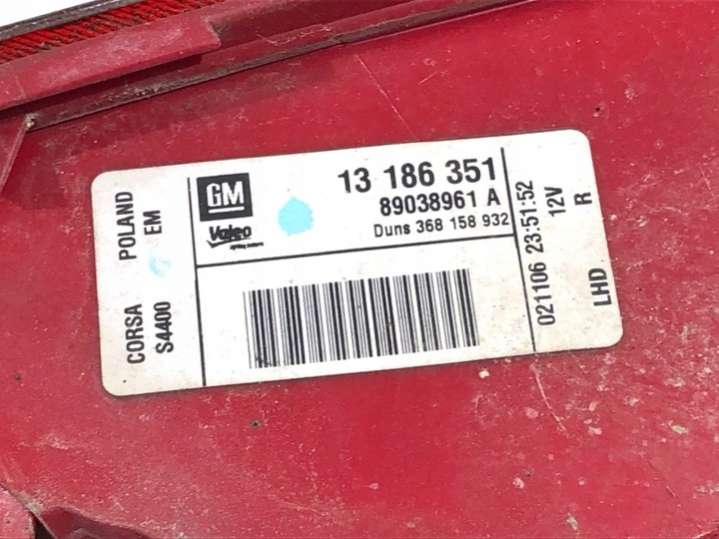 CORSA POLAND
S4400 EM
GM
Valeo
13 186 351
89038961 A
Duns 368 158 932
021106 23:51:52
12V
LHD R